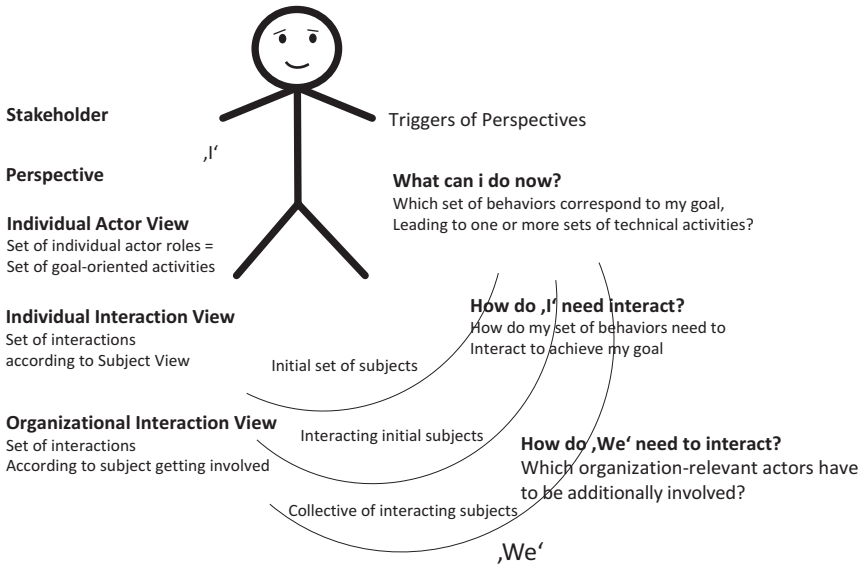 Stakeholder
Triggers of Perspectives
‚I‘
Perspective
What can i do now?
Which set of behaviors correspond to my goal,
Leading to one or more sets of technical activities?
Individual Actor View
Set of individual actor roles =
Set of goal-oriented activities
How do ‚I‘ need interact?
How do my set of behaviors need to
Interact to achieve my goal
Individual Interaction View
Set of interactions
according to Subject View
Initial set of subjects
Organizational Interaction View
Set of interactions
According to subject getting involved
Interacting initial subjects
How do ‚We‘ need to interact?
Which organization-relevant actors have
to be additionally involved?
Collective of interacting subjects
‚We‘